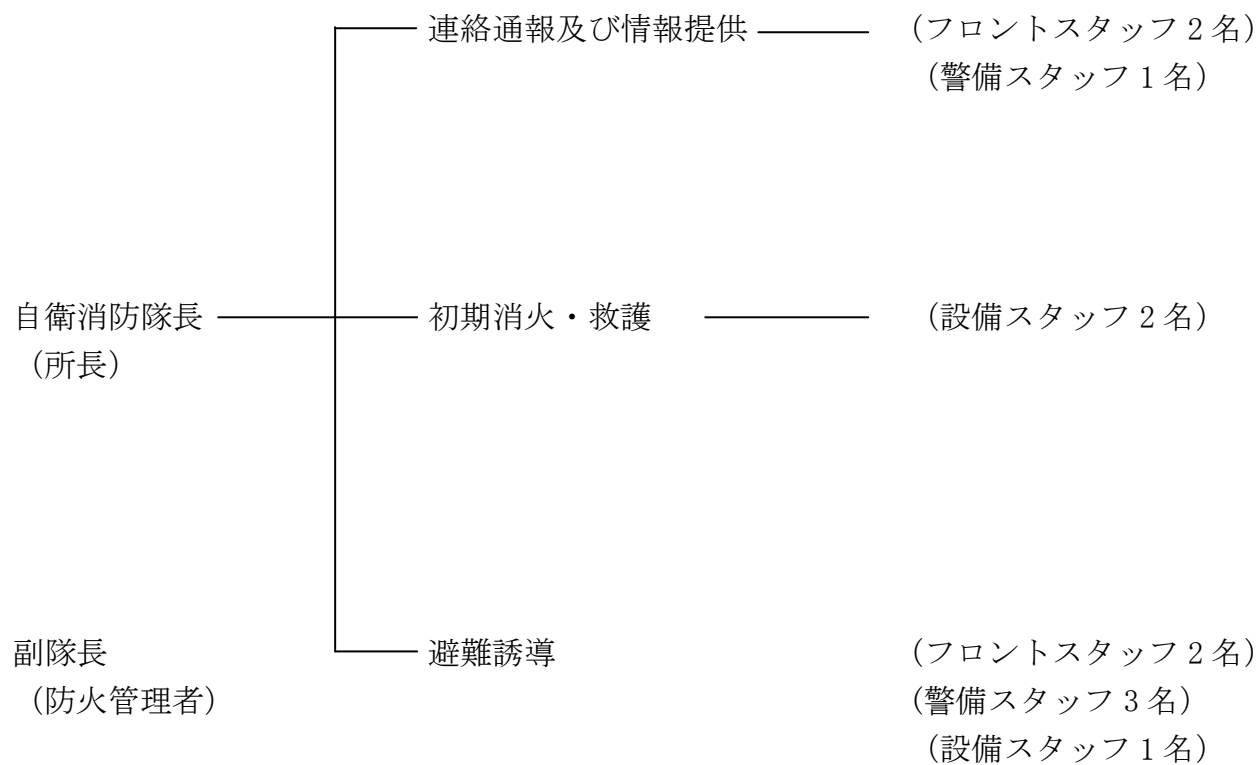 連絡通報及び情報提供 （フロントスタッフ２名）
（警備スタッフ１名）
自衛消防隊長 初期消火・救護 （設備スタッフ２名）
（所長）
副隊長 避難誘導 （フロントスタッフ２名）
（防火管理者） （警備スタッフ３名）
（設備スタッフ１名）